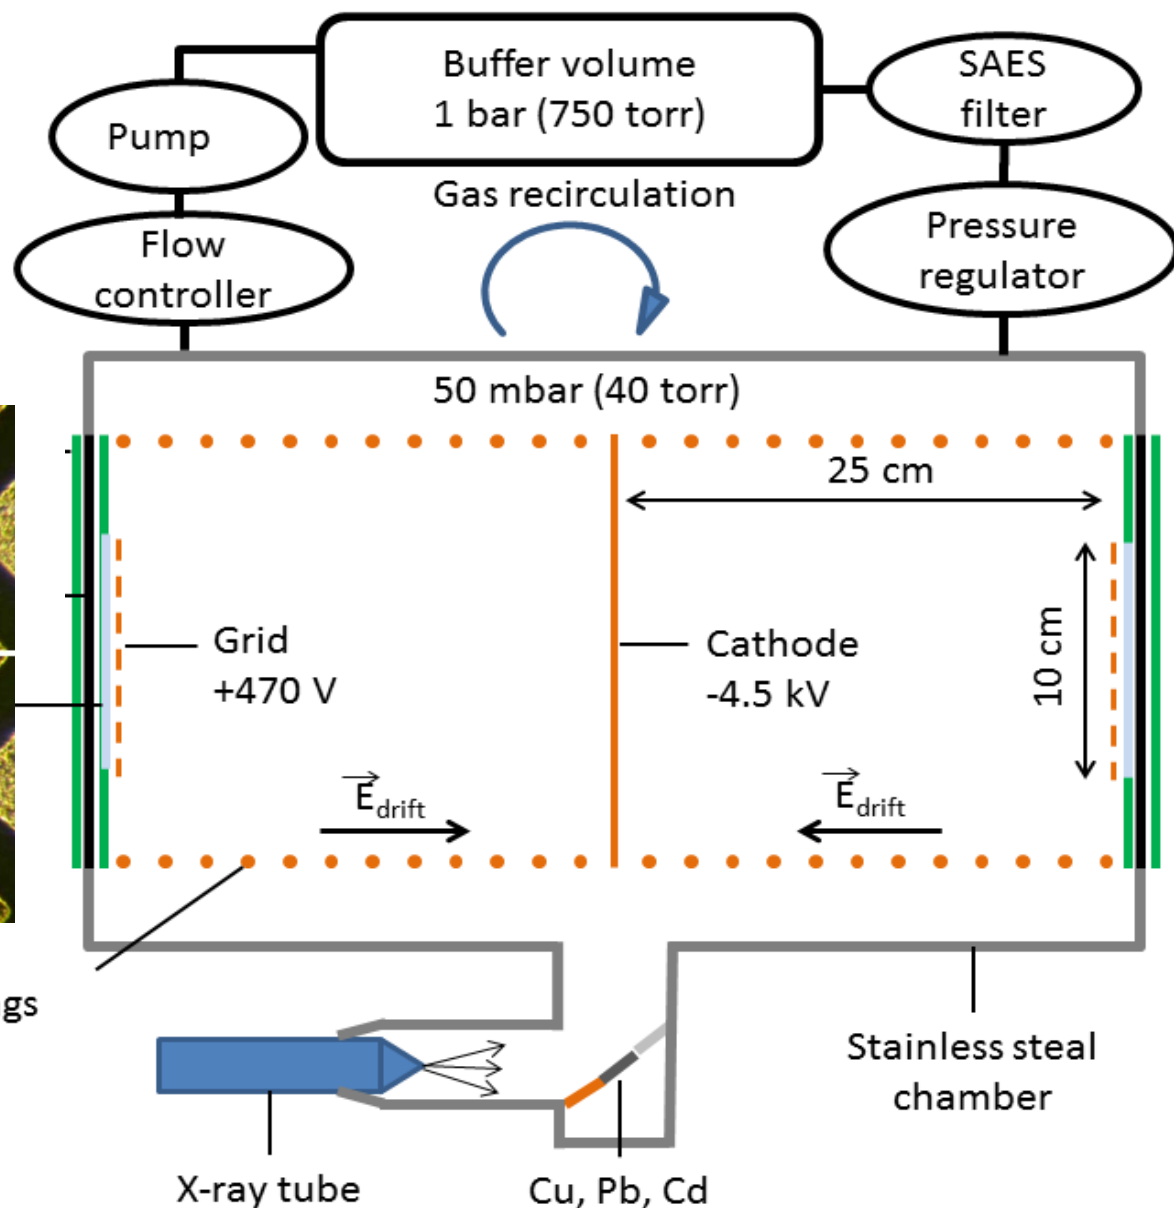 Buffer volume
1 bar (750 torr)
SAES
filter
Pump
Gas recirculation
Flow
controller
Pressure
regulator
50 mbar (40 torr)
25 cm
10 cm
Grid
+470 V
Cathode
-4.5 kV
E drift
E drift
gs
Stainless steal
chamber
X-ray tube
Cu, Pb, Cd